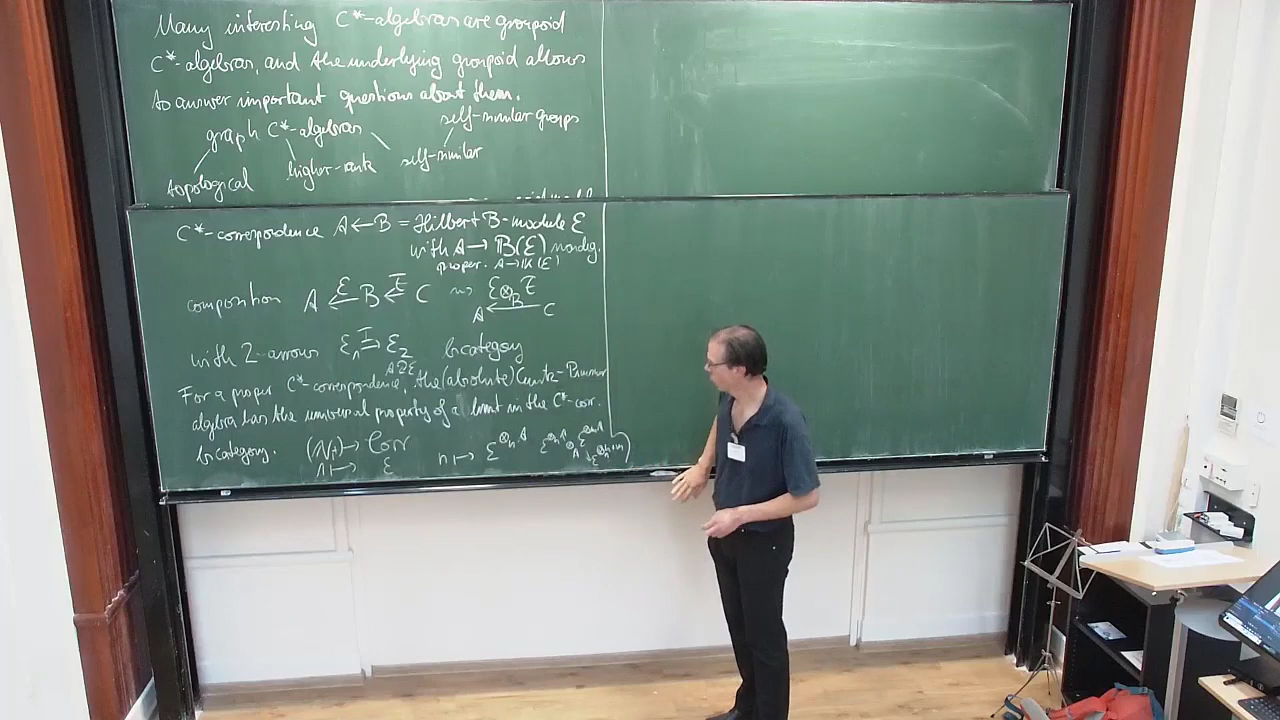 Many interesting C*-algebras are groupoid
C*-algebras, and the underlying groupoid allows
to answer important questions about them.
self-similar groups
graph C*-algebras
topological higher-rank self-similar
C*-correspondence A ← B = Hilbert B-module ℰ
with A → 𝔹(ℰ) nondeg.
proper: A → 𝕂(ℰ)
composition A ←ℰ B ←ℱ C ⇝ ℰ ⊗_B ℱ
A ← C
with 2-arrows ℰ₁ ⇒ ℰ₂ bicategory
For a proper C*-correspondence, the (absolute) Cuntz-Pimsner
algebra has the universal property of a limit in the C*-corr.
bicategory. (ℕ,+) → Corr
1 ↦ ℰ n ↦ ℰ^{⊗_A n}